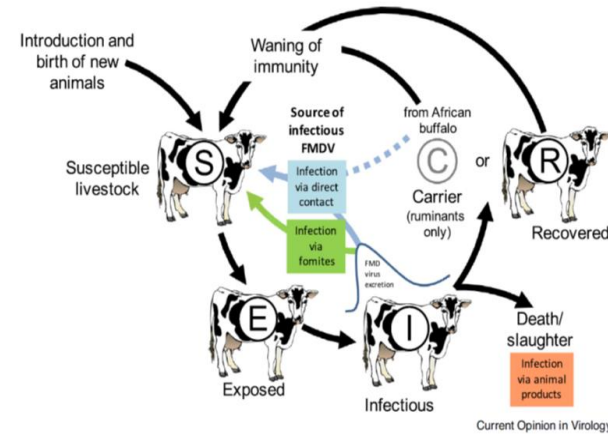 Introduction and
birth of new
animals
Waning of
immunity
Source of
infectious
FMDV
from African
buffalo
Susceptible
livestock
S
Infection
via direct
contact
C
or
R
Carrier
(ruminants
only)
Recovered
Infection
via
fomites
FMD
virus
excretion
E
I
Exposed
Infectious
Death/
slaughter
Infection
via animal
products
Current Opinion in Virology